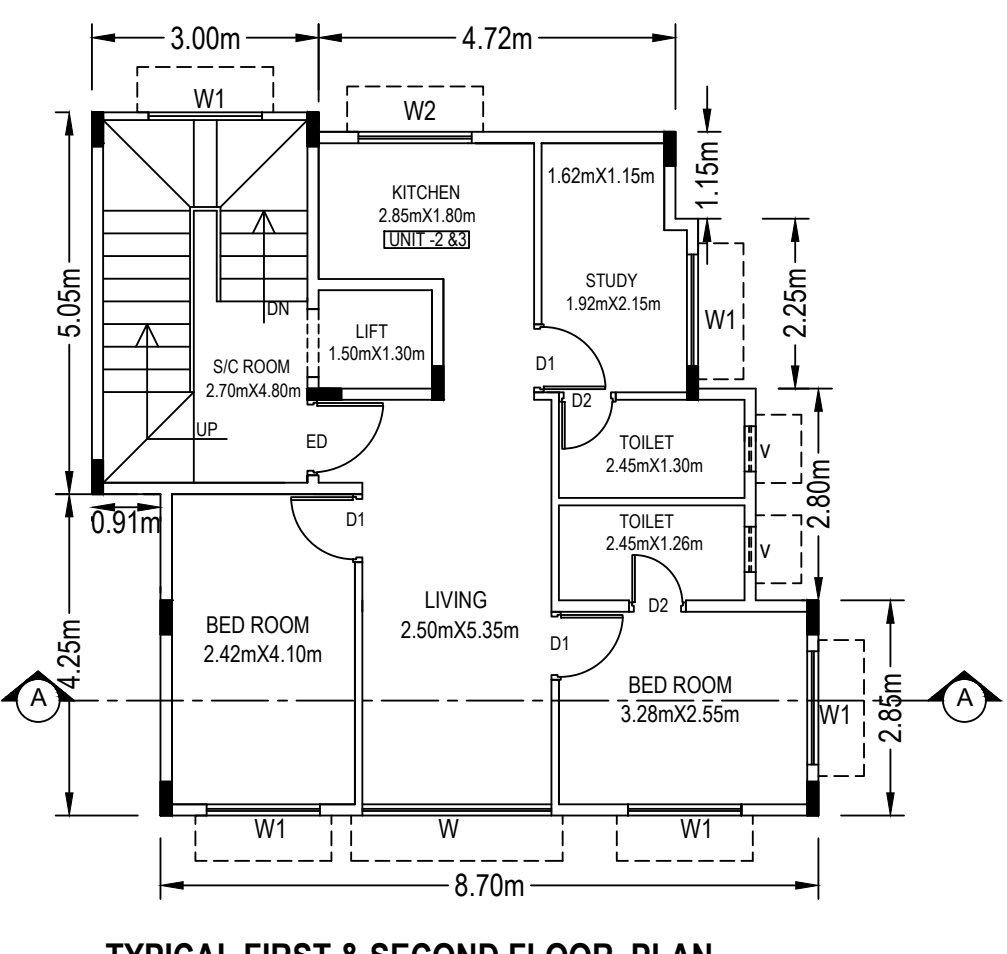 3.00m
4.72m
W1
W2
1.15m
KITCHEN
2.85mX1.80m
UNIT -2 &3
1.62mX1.15m
5.05m
2.25m
STUDY
1.92mX2.15m
W1
DN
LIFT
1.50mX1.30m
S/C ROOM
2.70mX4.80m
D1
D2
UP
ED
TOILET
2.45mX1.30m
V
2.80m
0.91m
D1
TOILET
2.45mX1.26m
V
D2
LIVING
2.50mX5.35m
BED ROOM
2.42mX4.10m
4.25m
D1
BED ROOM
3.28mX2.55m
A
A
W1
2.85m
W1
W
W1
8.70m
TYPICAL FIRST & SECOND FLOOR PLAN